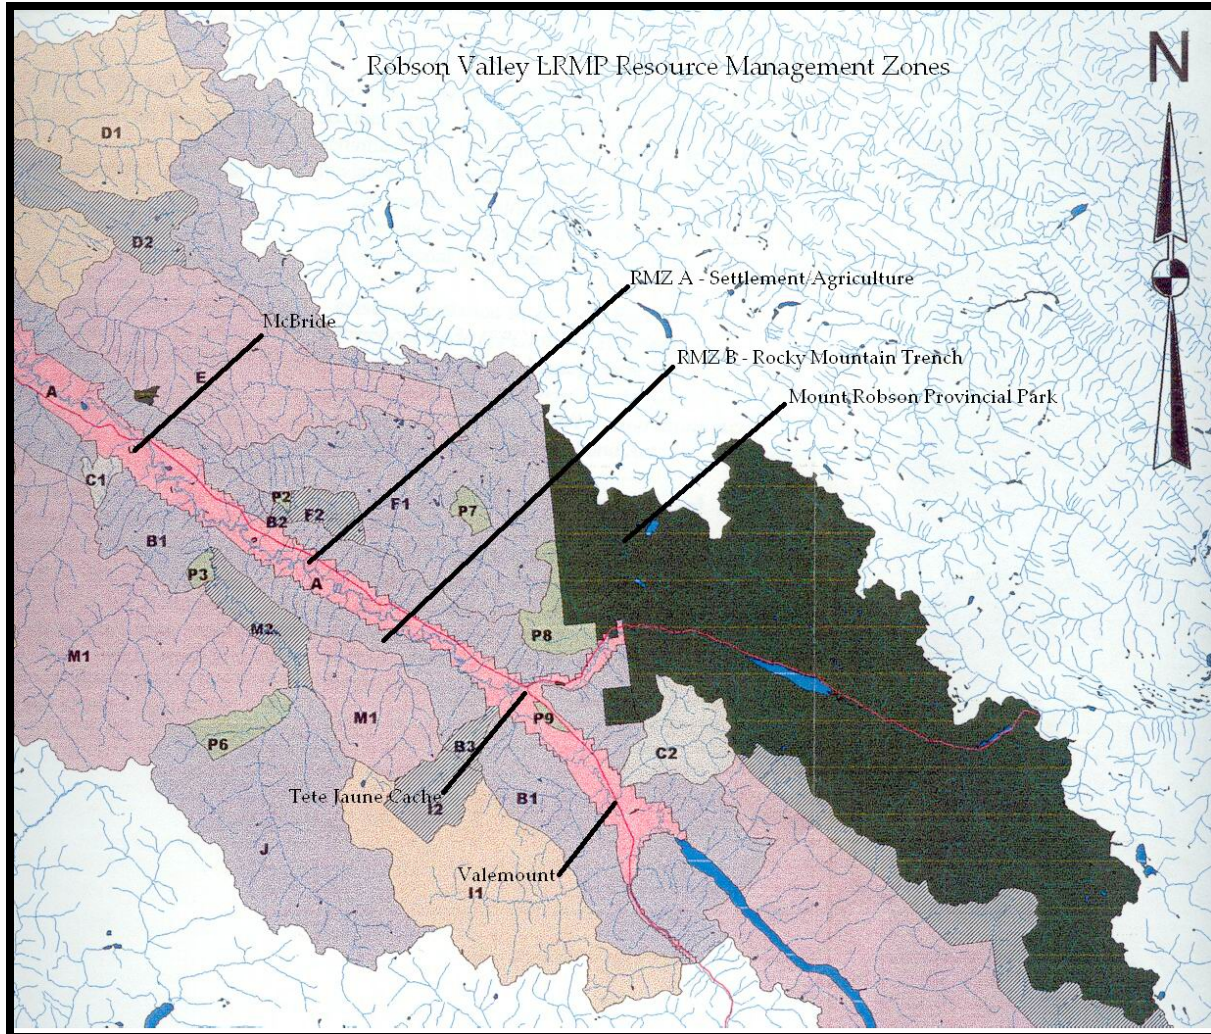 Robson Valley LRMP Resource Management Zones
N
D1
D2
RMZ A - Settlement/Agriculture
McBride
RMZ B - Rocky Mountain Trench
E
A
Mount Robson Provincial Park
C1
P2
B2
F2
F1
P7
B1
P3
A
M2
P8
M1
M1
P9
P6
B3
C2
Tete Jaune Cache
I2
B1
J
Valemount
I1